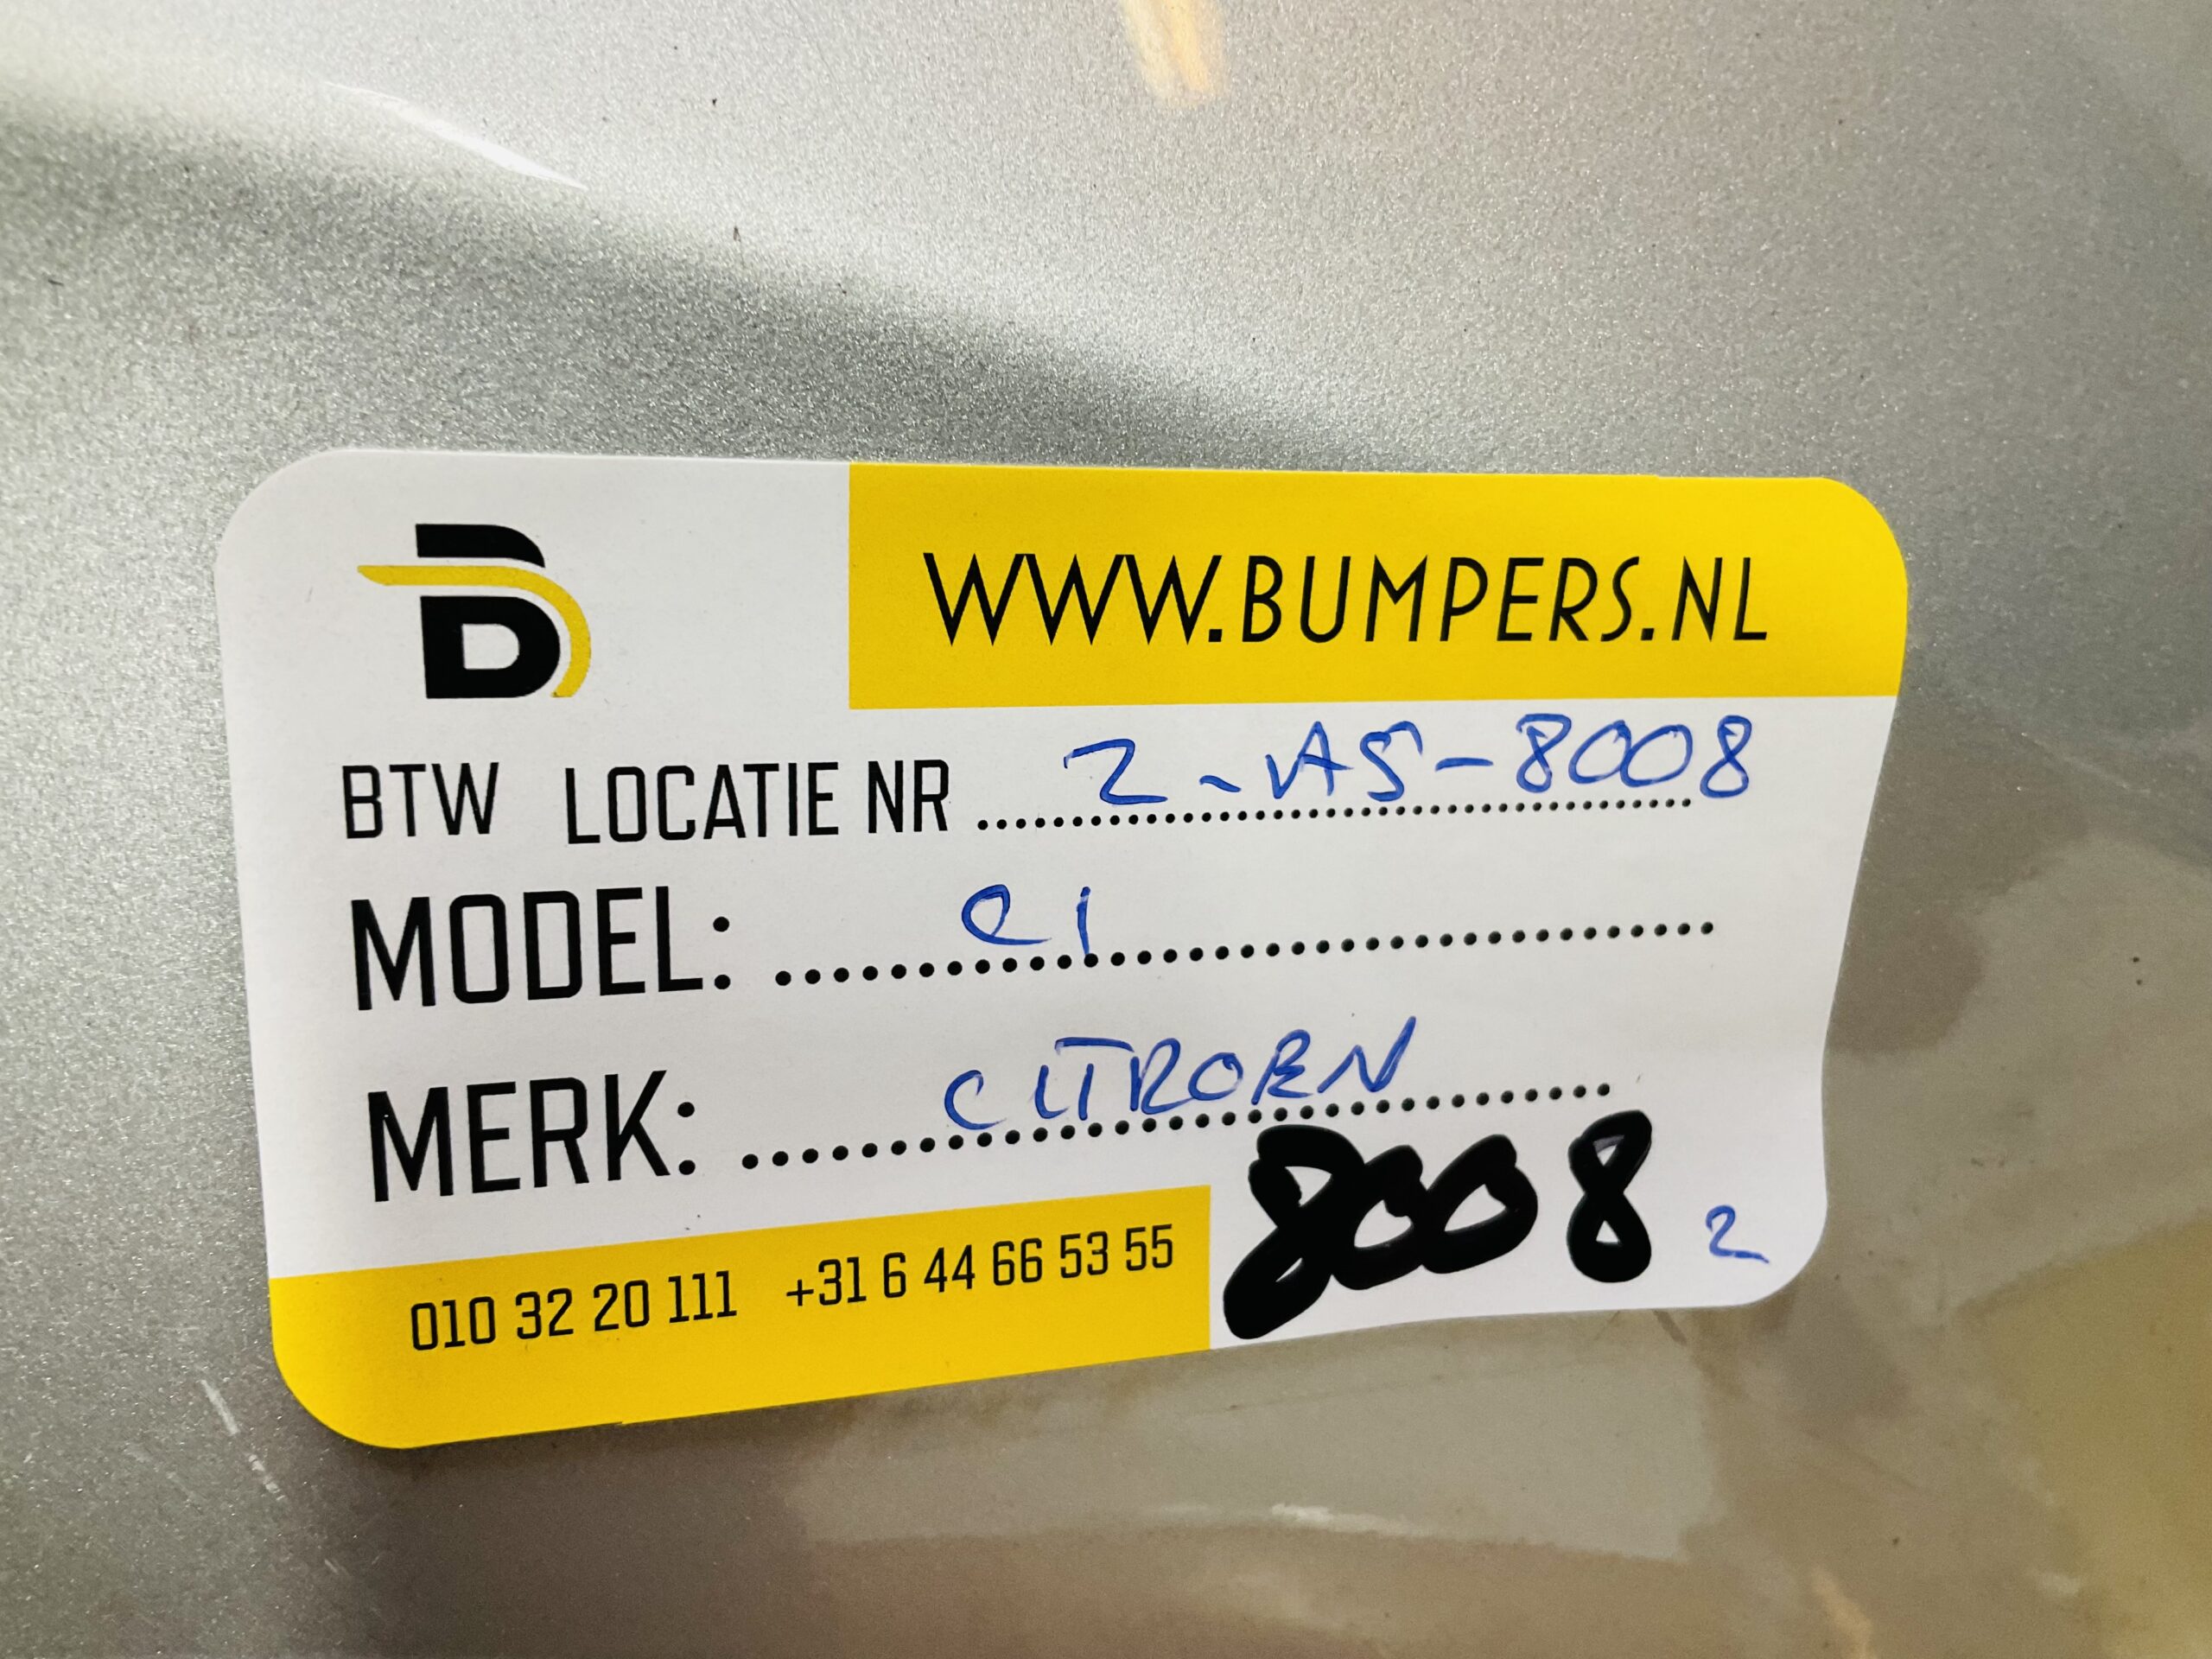 B
WWW.BUMPERS.NL
BTW LOCATIE NR ............ 2-AS-8008
MODEL: ............ C1
MERK: ............ CITROEN
8008 2
010 32 20 111 +31 6 44 66 53 55